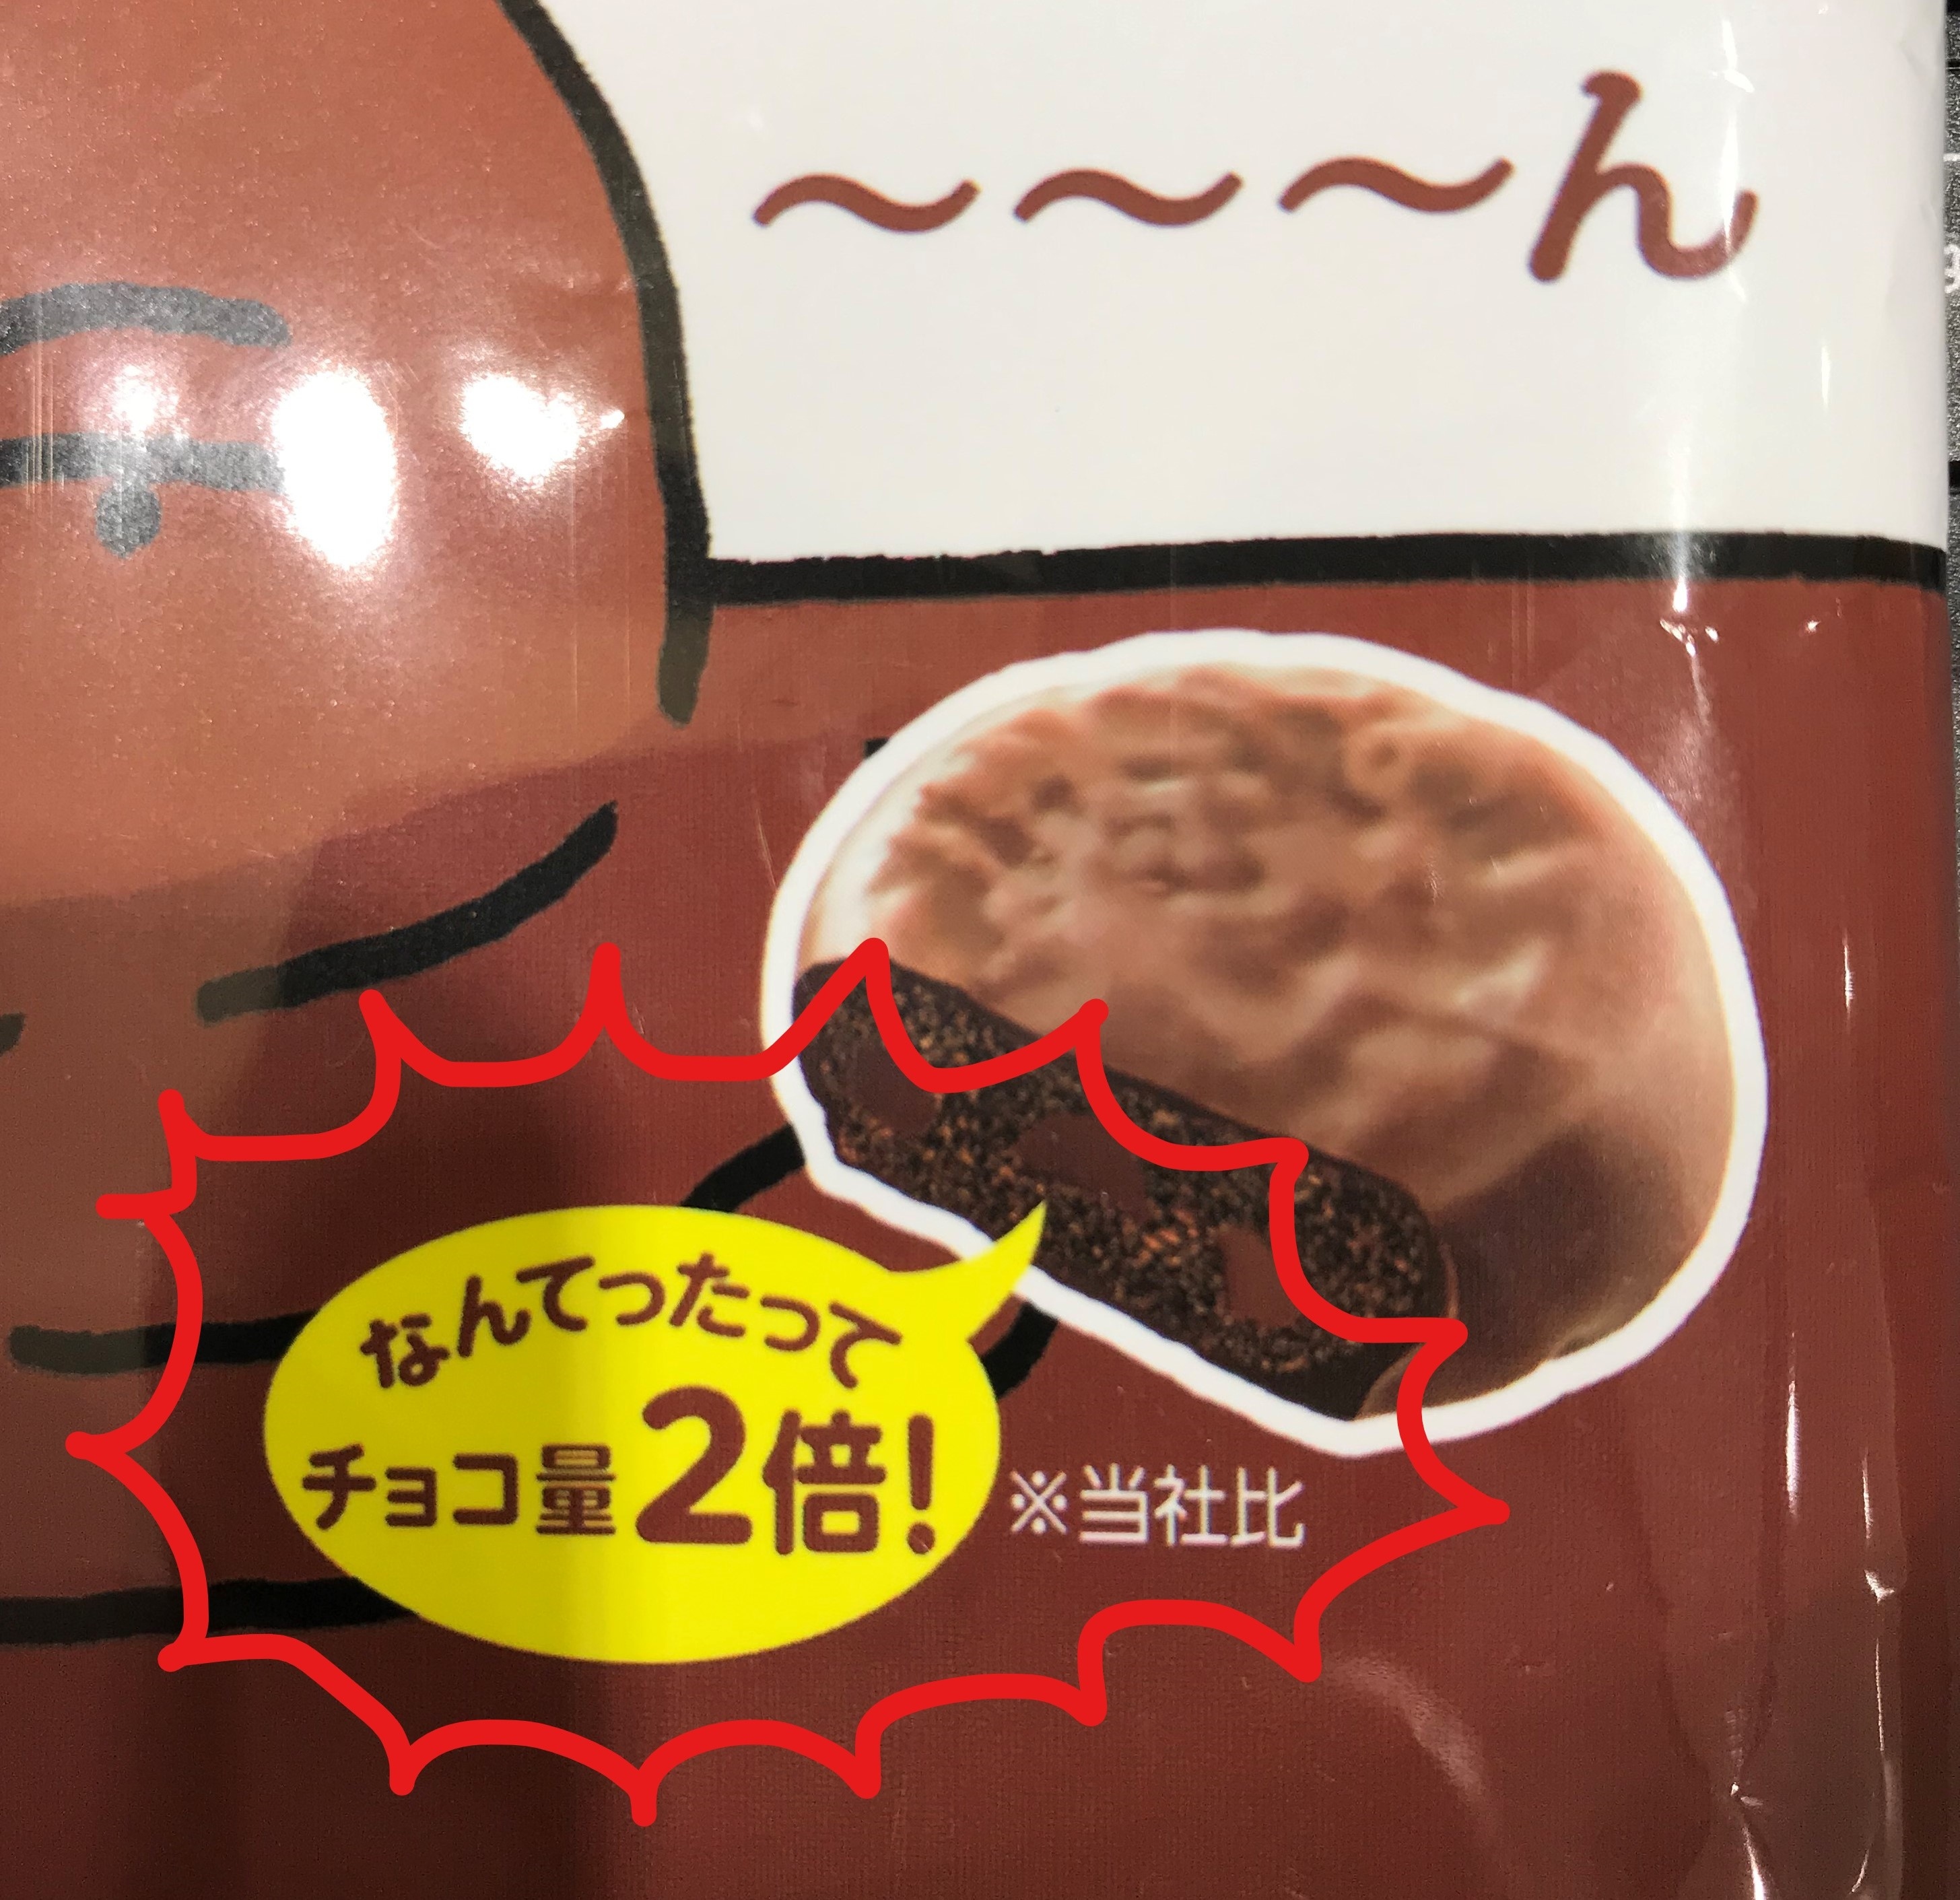 ～～～ん
なんてったって
チョコ量2倍!
※当社比